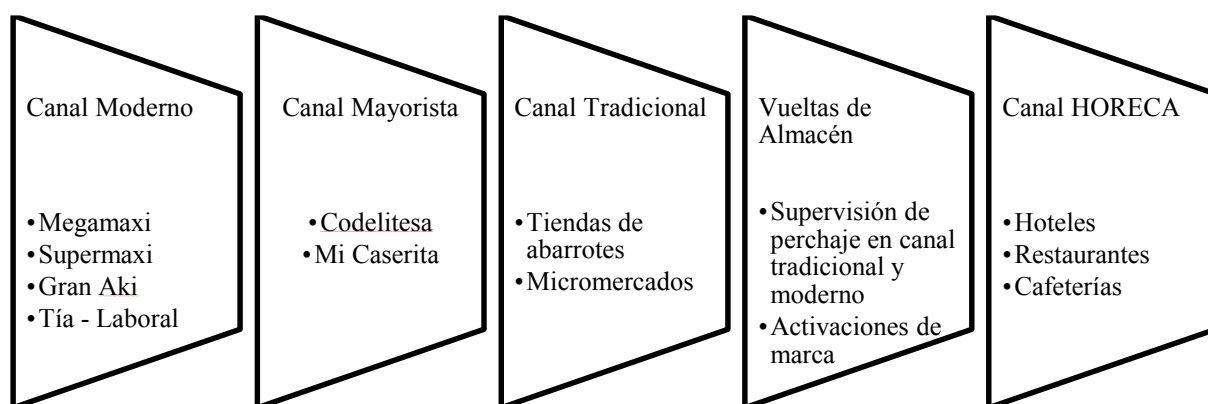 Canal Moderno
•Megamaxi
•Supermaxi
•Gran Aki
•Tía - Laboral
Canal Mayorista
•Codelitesa
•Mi Caserita
Canal Tradicional
•Tiendas de
abarrotes
•Micromercados
Vueltas de
Almacén
•Supervisión de
perchaje en canal
tradicional y
moderno
•Activaciones de
marca
Canal HORECA
•Hoteles
•Restaurantes
•Cafeterías